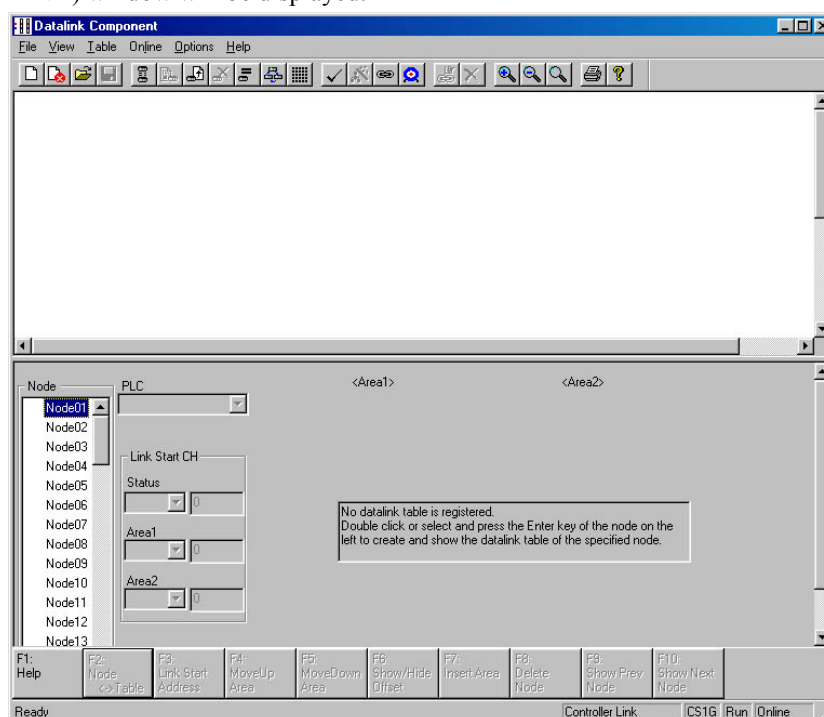 Datalink Component
File View Table Online Options Help
<Area1> <Area2>
Node PLC
Node01
Node02
Node03
Node04
Node05
Node06
Node07
Node08
Node09
Node10
Node11
Node12
Node13
Link Start CH
Status
0
Area1
0
Area2
0
No datalink table is registered.
Double click or select and press the Enter key of the node on the
left to create and show the datalink table of the specified node.
F1:
Help
F2:
Node
<->Table
F3:
Link Start
Address
F4:
MoveUp
Area
F5:
MoveDown
Area
F6:
Show/Hide
Offset
F7:
Insert Area
F8:
Delete
Node
F9:
Show Prev
Node
F10:
Show Next
Node
Ready Controller Link CS1G Run Online